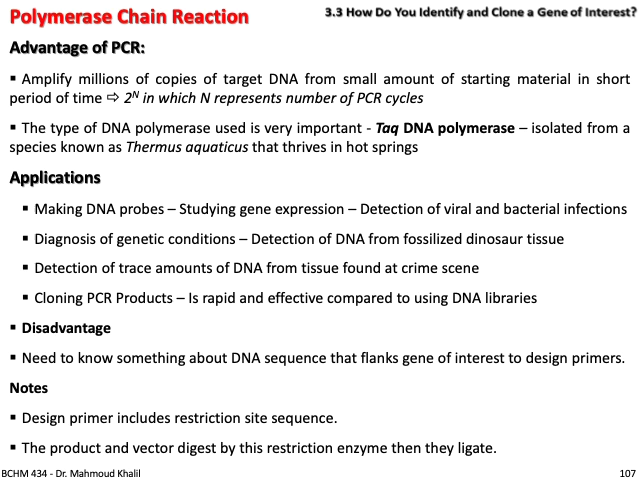 Polymerase Chain Reaction
3.3 How Do You Identify and Clone a Gene of Interest?
Advantage of PCR:
▪ Amplify millions of copies of target DNA from small amount of starting material in short
period of time ⇨ 2^N in which N represents number of PCR cycles
▪ The type of DNA polymerase used is very important - Taq DNA polymerase – isolated from a
species known as Thermus aquaticus that thrives in hot springs
Applications
▪ Making DNA probes – Studying gene expression – Detection of viral and bacterial infections
▪ Diagnosis of genetic conditions – Detection of DNA from fossilized dinosaur tissue
▪ Detection of trace amounts of DNA from tissue found at crime scene
▪ Cloning PCR Products – Is rapid and effective compared to using DNA libraries
▪ Disadvantage
▪ Need to know something about DNA sequence that flanks gene of interest to design primers.
Notes
▪ Design primer includes restriction site sequence.
▪ The product and vector digest by this restriction enzyme then they ligate.
BCHM 434 - Dr. Mahmoud Khalil
107